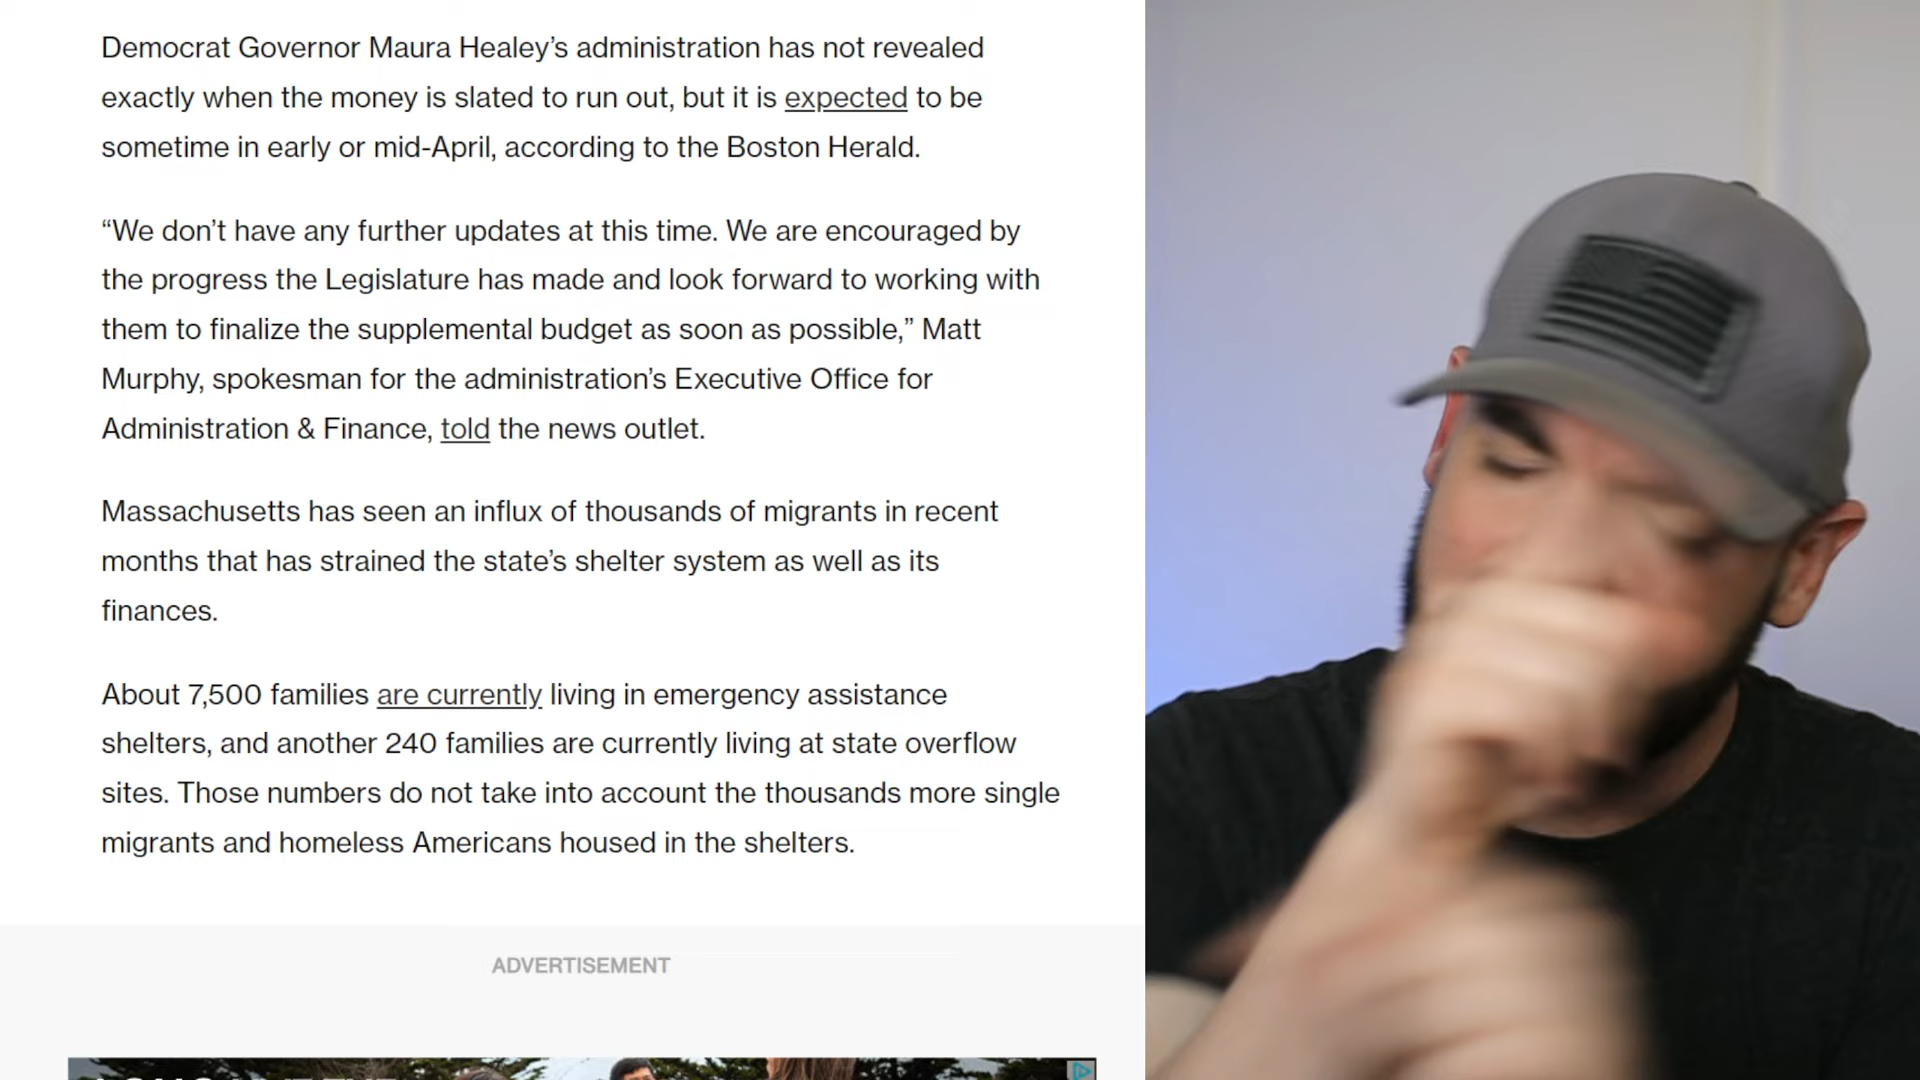 Democrat Governor Maura Healey’s administration has not revealed
exactly when the money is slated to run out, but it is expected to be
sometime in early or mid-April, according to the Boston Herald.
“We don’t have any further updates at this time. We are encouraged by
the progress the Legislature has made and look forward to working with
them to finalize the supplemental budget as soon as possible,” Matt
Murphy, spokesman for the administration’s Executive Office for
Administration & Finance, told the news outlet.
Massachusetts has seen an influx of thousands of migrants in recent
months that has strained the state’s shelter system as well as its
finances.
About 7,500 families are currently living in emergency assistance
shelters, and another 240 families are currently living at state overflow
sites. Those numbers do not take into account the thousands more single
migrants and homeless Americans housed in the shelters.
ADVERTISEMENT